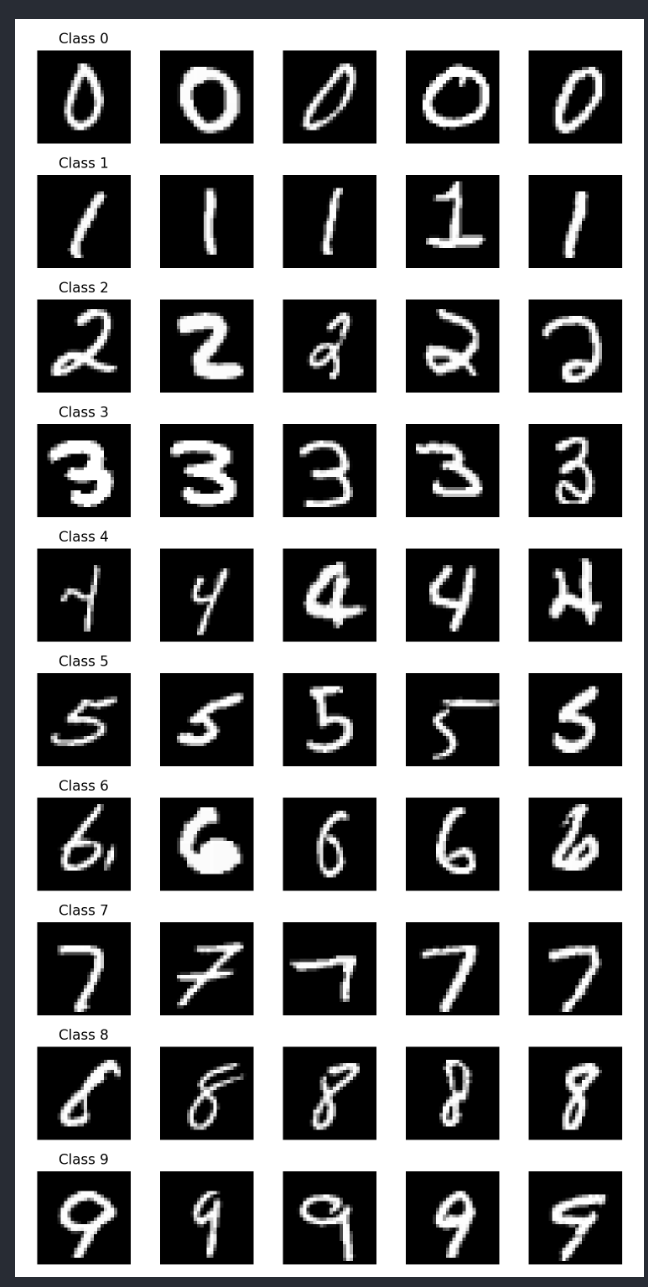 Class 0
0 0 0 0 0
Class 1
1 1 1 1 1
Class 2
2 2 2 2 2
Class 3
3 3 3 3 3
Class 4
4 4 4 4 4
Class 5
5 5 5 5 5
Class 6
6 6 6 6 6
Class 7
7 7 7 7 7
Class 8
8 8 8 8 8
Class 9
9 9 9 9 9